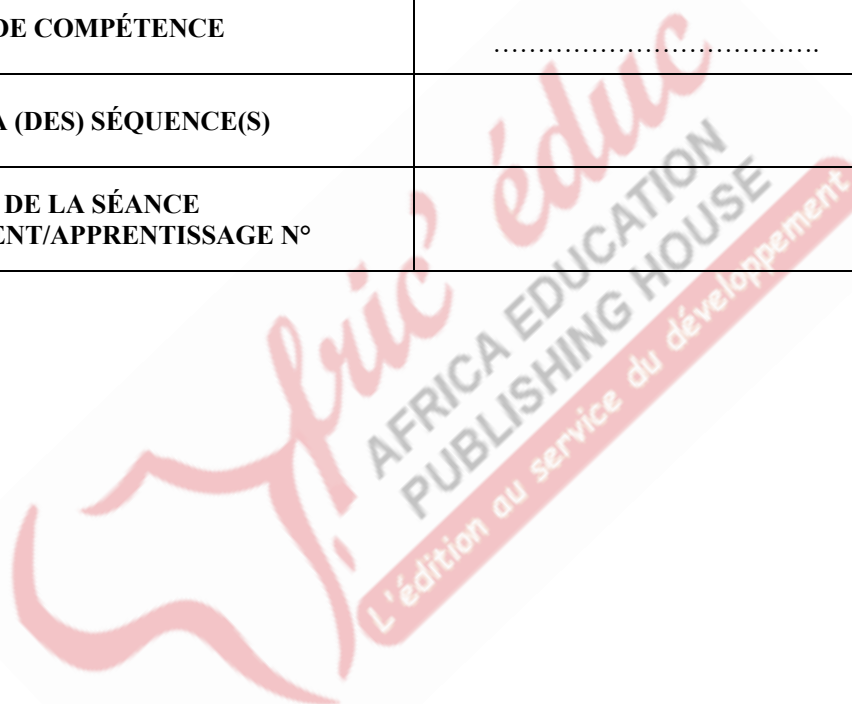 DE COMPÉTENCE
………………………………….
A (DES) SÉQUENCE(S)
DE LA SÉANCE
ENT/APPRENTISSAGE N°
fric' éduc
AFRICA EDUCATION
PUBLISHING HOUSE
L'édition au service du développement